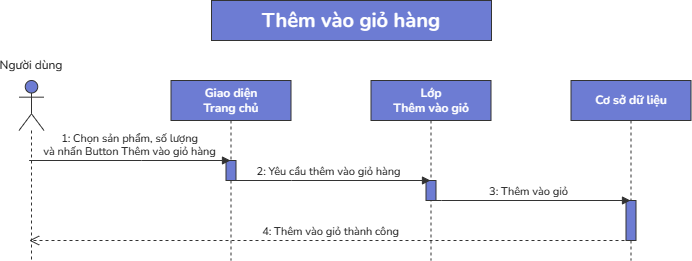 Thêm vào giỏ hàng
Người dùng
Giao diện
Trang chủ
Lớp
Thêm vào giỏ
Cơ sở dữ liệu
1: Chọn sản phẩm, số lượng
và nhấn Button Thêm vào giỏ hàng
2: Yêu cầu thêm vào giỏ hàng
3: Thêm vào giỏ
4: Thêm vào giỏ thành công